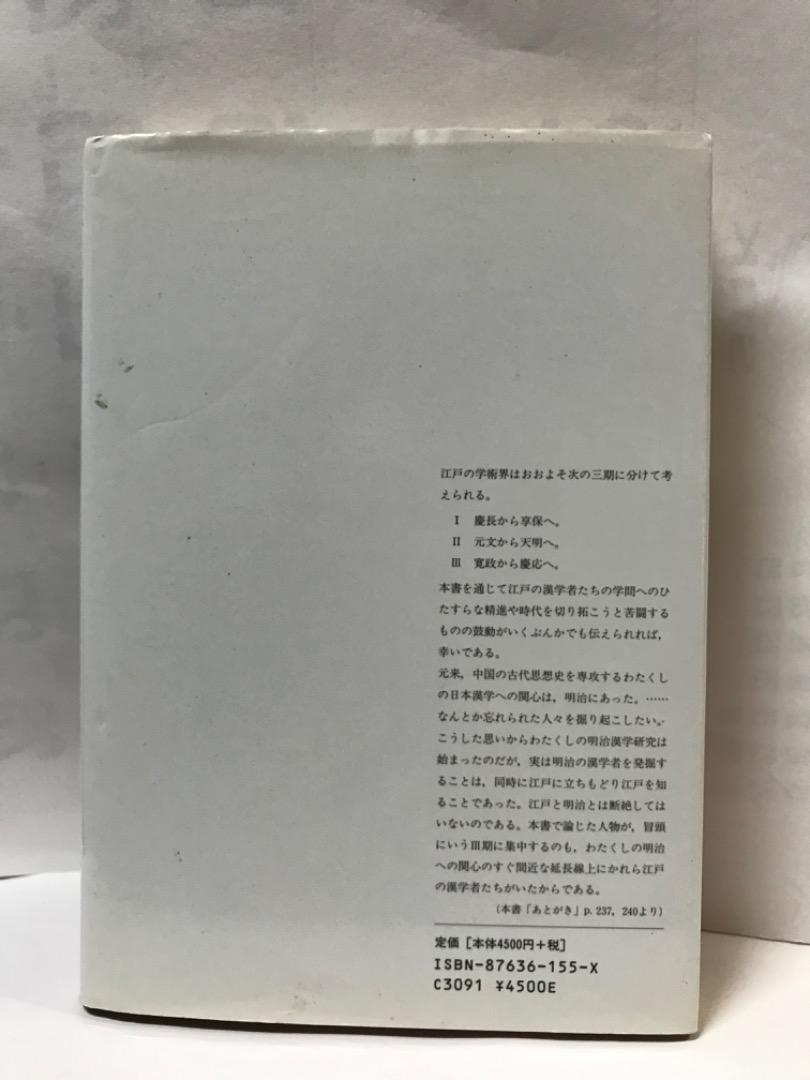 江戸の学術界はおおよそ次の三期に分けて考
えられる。
Ⅰ 慶長から享保へ。
Ⅱ 元文から天明へ。
Ⅲ 寛政から慶応へ。
本書を通じて江戸の漢学者たちの学問へのひ
たすらな精進や時代を切り拓こうと苦闘する
ものの鼓動がいくぶんかでも伝えられれば，
幸いである。
元来，中国の古代思想史を専攻するわたくし
の日本漢学への関心は，明治にあった。……
なんとか忘れられた人々を掘り起こしたい。
こうした思いからわたくしの明治漢学研究は
始まったのだが，実は明治の漢学者を発掘す
ることは，同時に江戸に立ちもどり江戸を知
ることであった。江戸と明治とは断絶しては
いないのである。本書で論じた人物が，冒頭
にいうⅢ期に集中するのも，わたくしの明治
への関心のすぐ間近な延長線上にかれら江戸
の漢学者たちがいたからである。
(本書「あとがき」p. 237, 240より)
定価［本体4500円＋税］
ISBN-87636-155-X
C3091 ¥4500E